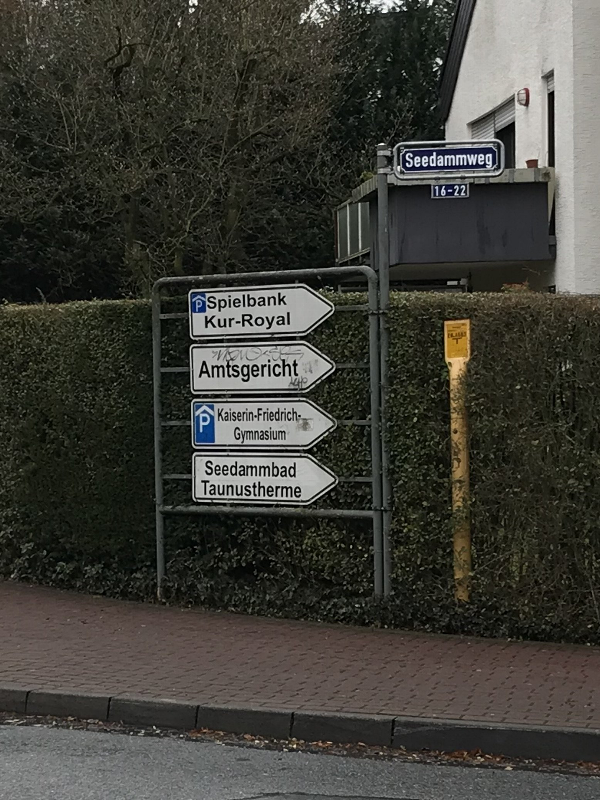 Seedammweg
16-22
P Spielbank
Kur-Royal
Amtsgericht
P Kaiserin-Friedrich-
Gymnasium
Seedammbad
Taunustherme